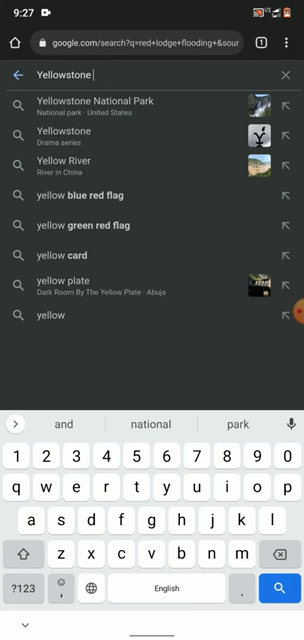 9:27
google.com/search?q=red+lodge+flooding+&sour
1
Yellowstone
Yellowstone National Park
National park · United States
Yellowstone
Drama series
Yellow River
River in China
yellow blue red flag
yellow green red flag
yellow card
yellow plate
Dark Room By The Yellow Plate · Abuja
yellow
and national park
1 2 3 4 5 6 7 8 9 0
q w e r t y u i o p
a s d f g h j k l
z x c v b n m
?123 , English .